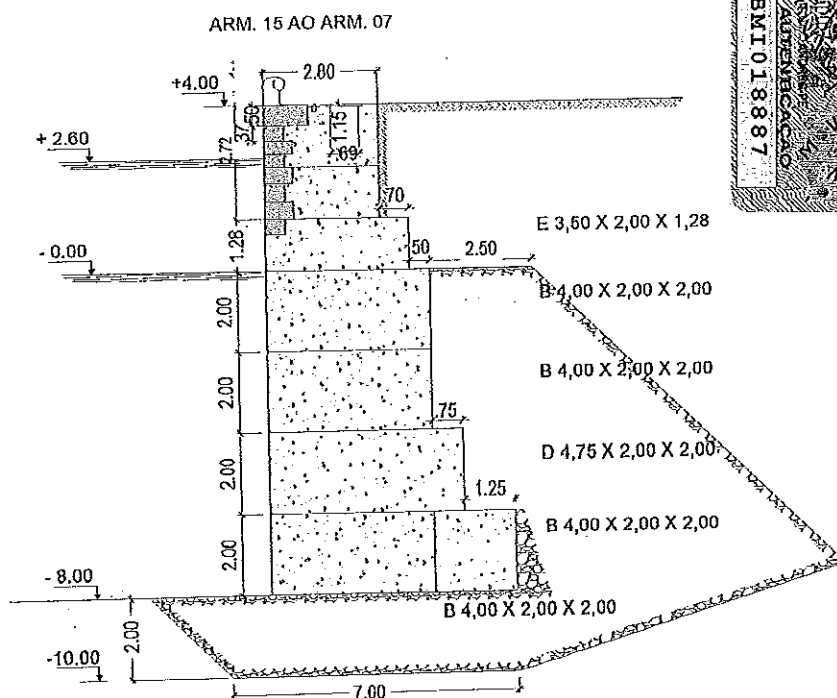 ARM. 15 AO ARM. 07
2.80
+4.00
.50
.37
1.15
.69
2.72
+ 2.60
.70
E 3,60 X 2,00 X 1,28
1.28
.50
2.50
- 0.00
B 4,00 X 2,00 X 2,00
2.00
B 4,00 X 2,00 X 2,00
2.00
.75
D 4,75 X 2,00 X 2,00
2.00
1.25
B 4,00 X 2,00 X 2,00
2.00
- 8.00
B 4,00 X 2,00 X 2,00
2.00
-10.00
7.00
BMI018887